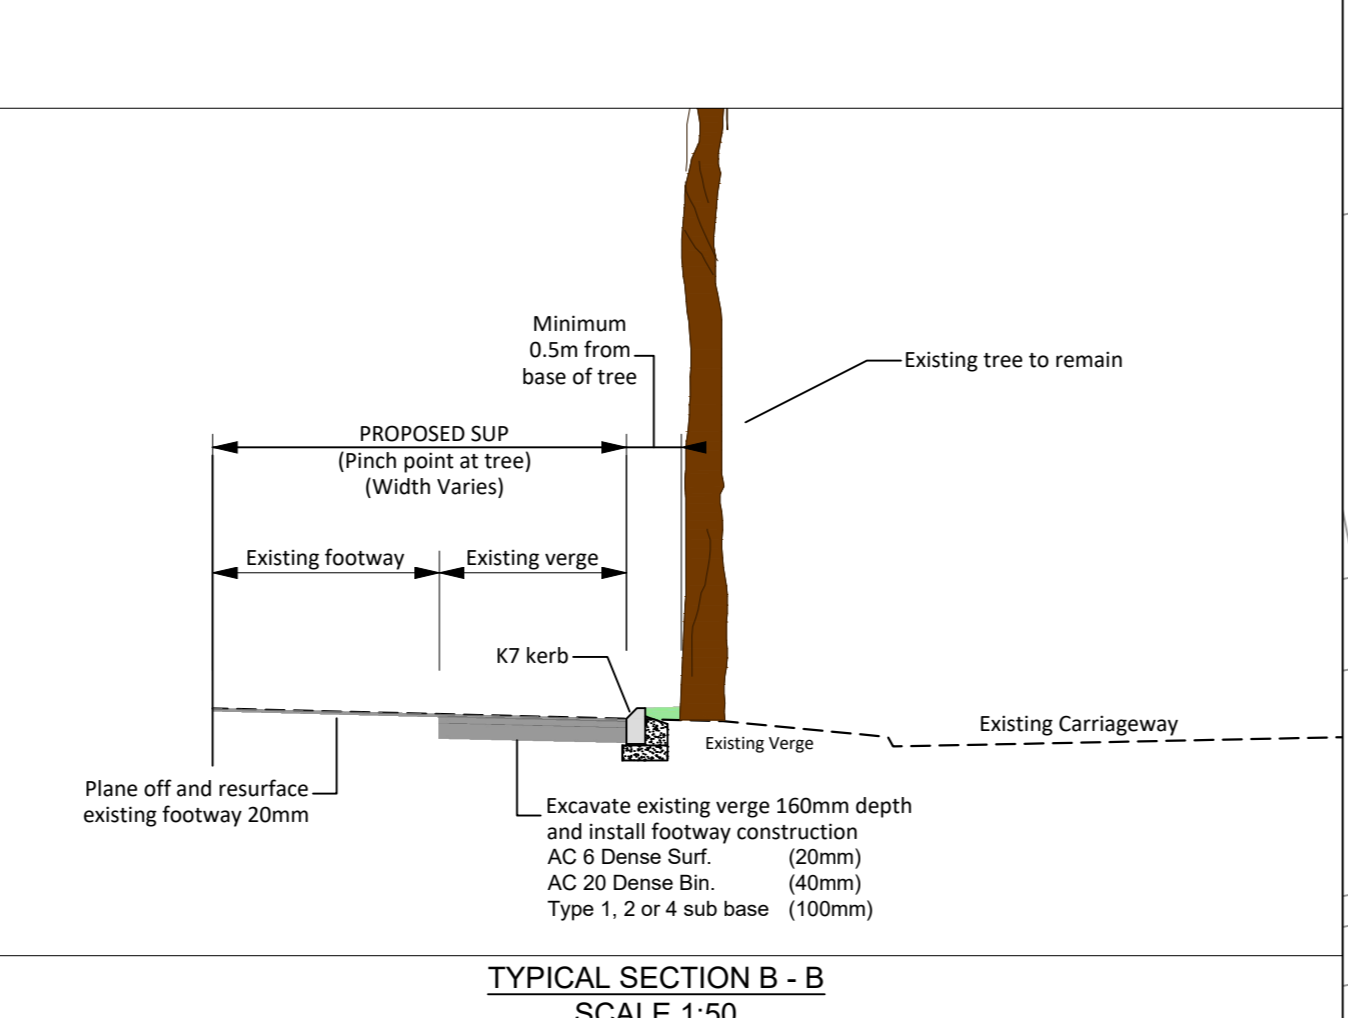 Minimum
0.5m from
base of tree
Existing tree to remain
PROPOSED SUP
(Pinch point at tree)
(Width Varies)
Existing footway
Existing verge
K7 kerb
Existing Verge
Existing Carriageway
Plane off and resurface
existing footway 20mm
Excavate existing verge 160mm depth
and install footway construction
AC 6 Dense Surf. (20mm)
AC 20 Dense Bin. (40mm)
Type 1, 2 or 4 sub base (100mm)
TYPICAL SECTION B - B
SCALE 1:50